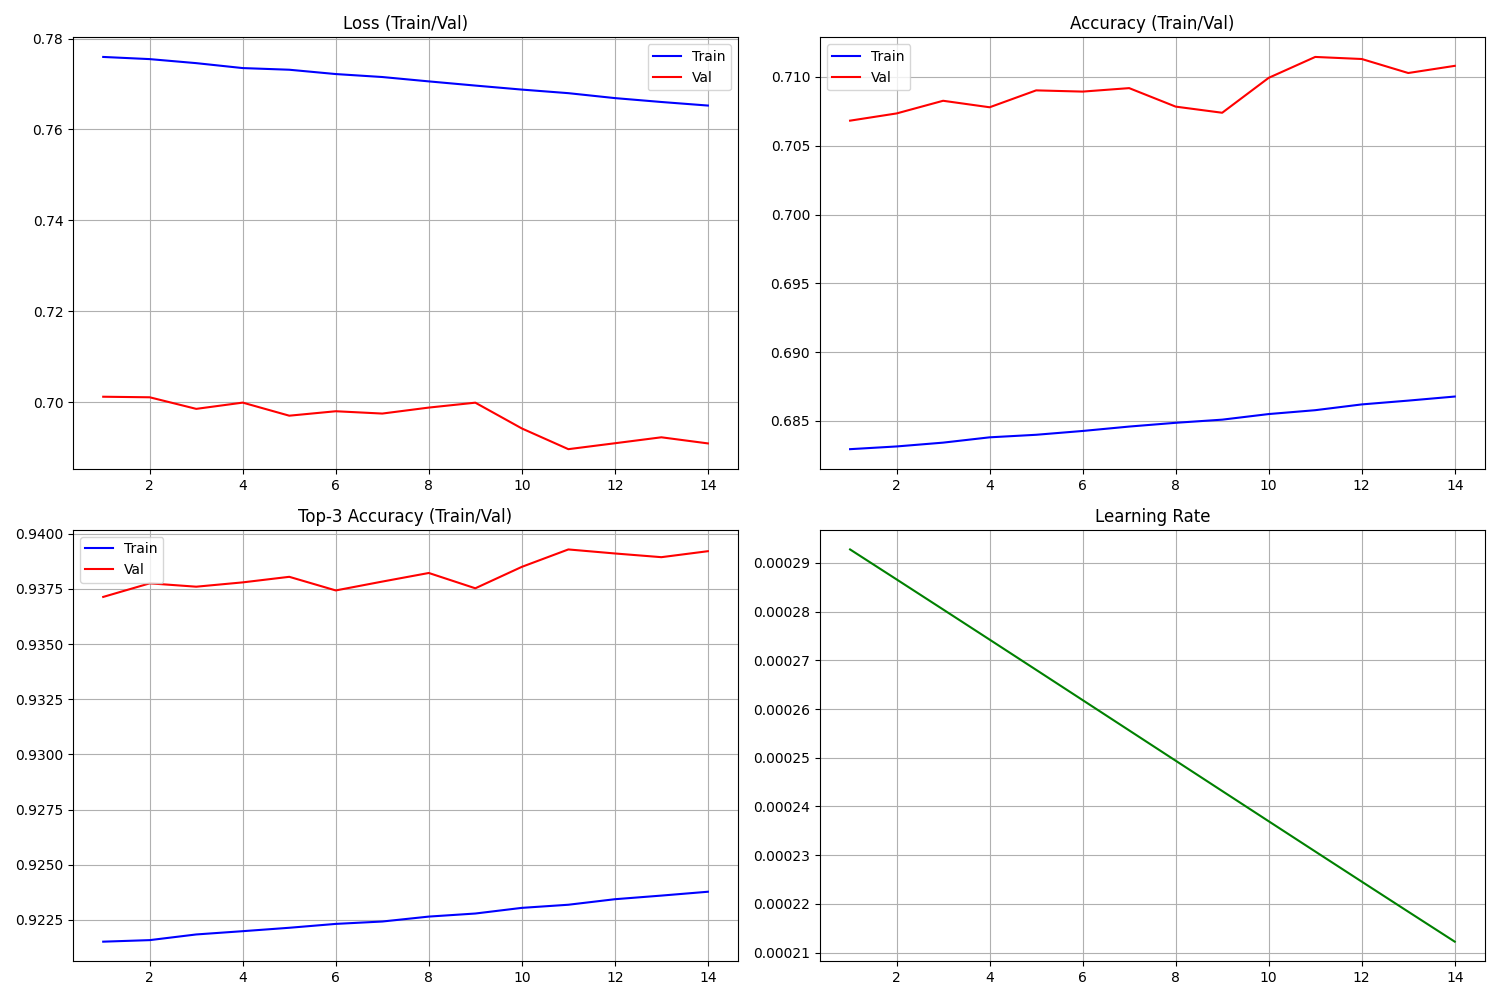 Loss (Train/Val)
0.78
0.76
0.74
0.72
0.70
Train
Val
2 4 6 8 10 12 14
Accuracy (Train/Val)
0.710
0.705
0.700
0.695
0.690
0.685
Train
Val
2 4 6 8 10 12 14
Top-3 Accuracy (Train/Val)
0.9400
0.9375
0.9350
0.9325
0.9300
0.9275
0.9250
0.9225
Train
Val
2 4 6 8 10 12 14
Learning Rate
0.00029
0.00028
0.00027
0.00026
0.00025
0.00024
0.00023
0.00022
0.00021
2 4 6 8 10 12 14